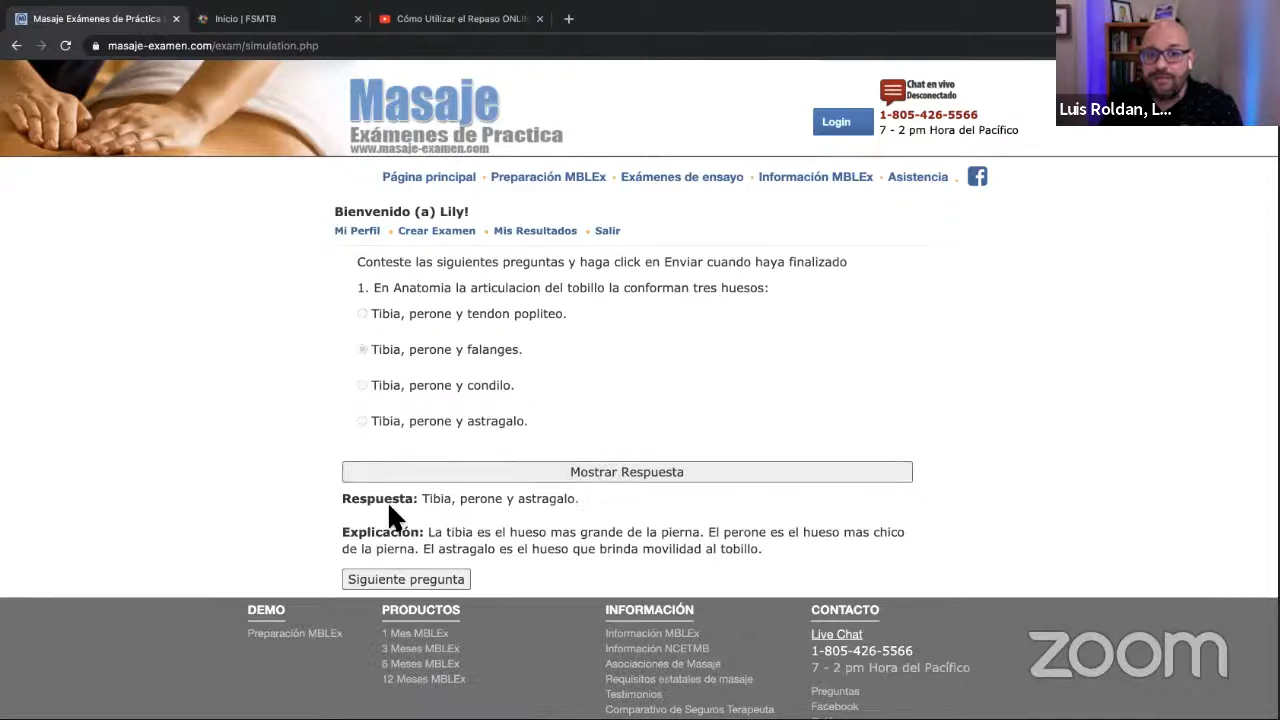 Masaje Exámenes de Práctica
Inicio | FSMTB
Cómo Utilizar el Repaso ONLIN
masaje-examen.com/exam/simulation.php
Luis Roldan, L...
Masaje
Exámenes de Practica
www.masaje-examen.com
Login
Chat en vivo
Desconectado
1-805-426-5566
7 - 2 pm Hora del Pacífico
Página principal • Preparación MBLEx • Exámenes de ensayo • Información MBLEx • Asistencia .
Bienvenido (a) Lily!
Mi Perfil • Crear Examen • Mis Resultados • Salir
Conteste las siguientes preguntas y haga click en Enviar cuando haya finalizado
1. En Anatomia la articulacion del tobillo la conforman tres huesos:
Tibia, perone y tendon popliteo.
Tibia, perone y falanges.
Tibia, perone y condilo.
Tibia, perone y astragalo.
Mostrar Respuesta
Respuesta: Tibia, perone y astragalo.
Explicación: La tibia es el hueso mas grande de la pierna. El perone es el hueso mas chico
de la pierna. El astragalo es el hueso que brinda movilidad al tobillo.
Siguiente pregunta
DEMO
Preparación MBLEx
PRODUCTOS
1 Mes MBLEx
3 Meses MBLEx
6 Meses MBLEx
12 Meses MBLEx
INFORMACIÓN
Información MBLEx
Información NCETMB
Asociaciones de Masaje
Requisitos estatales de masaje
Testimonios
Comparativo de Seguros Terapeuta
CONTACTO
Live Chat
1-805-426-5566
7 - 2 pm Hora del Pacífico
Preguntas
Facebook
zoom